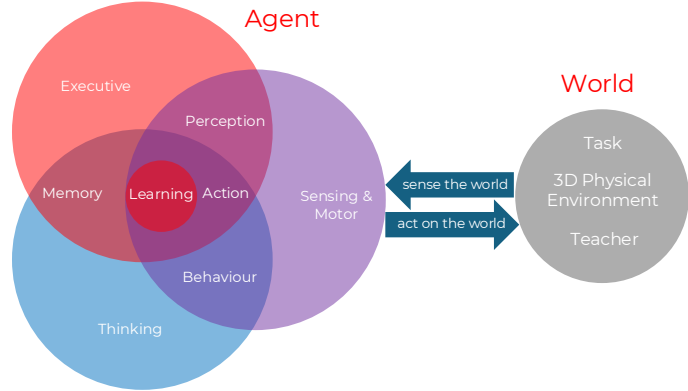 Agent
World
Executive
Perception
Memory
Learning
Action
Sensing &
Motor
Behaviour
Thinking
sense the world
act on the world
Task
3D Physical
Environment
Teacher